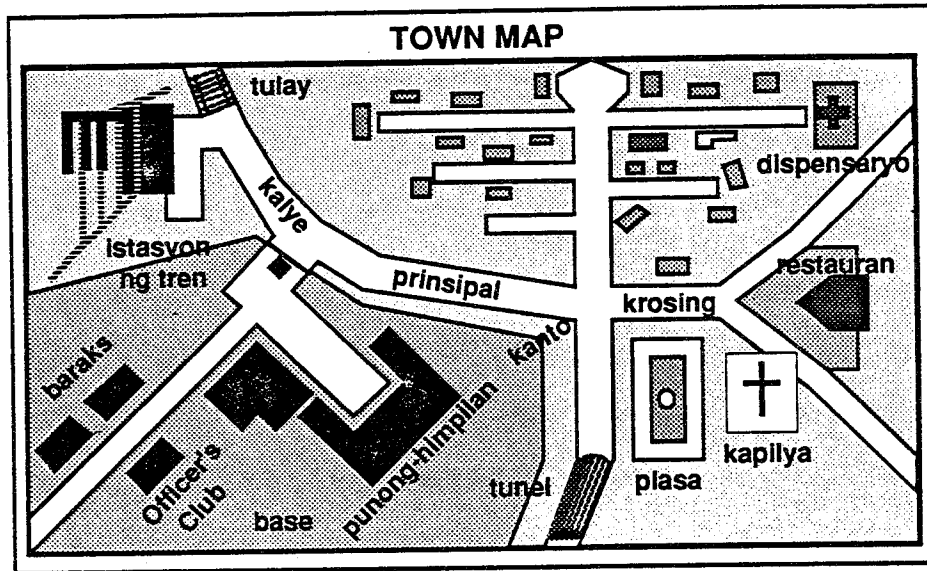 TOWN MAP
tulay
dispensaryo
kalye
istasyon
ng tren
prinsipal
restauran
krosing
kanto
baraks
Officer's
Club
base
punong-himpilan
tunel
plasa
kapilya